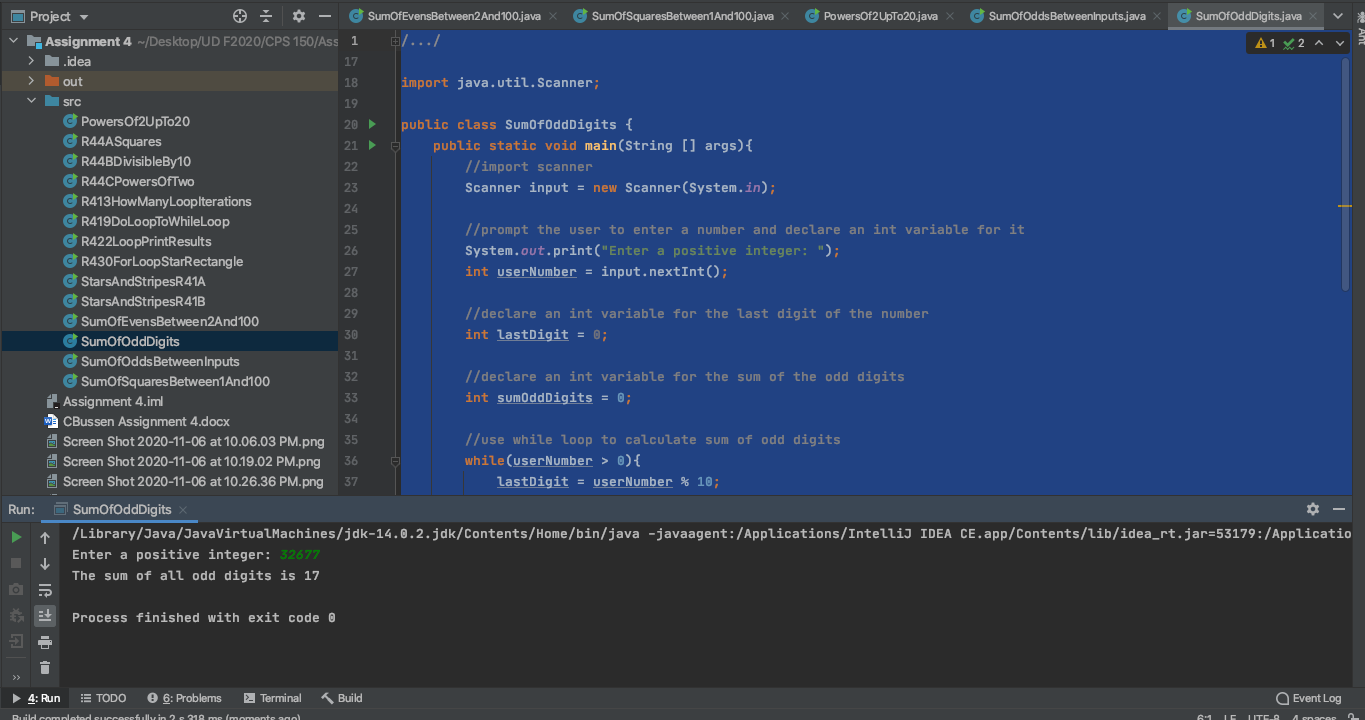 Project
SumOfEvensBetween2And100.java
SumOfSquaresBetween1And100.java
PowersOf2UpTo20.java
SumOfOddsBetweenInputs.java
SumOfOddDigits.java
Assignment 4 ~/Desktop/UD F2020/CPS 150/Ass
.idea
out
src
PowersOf2UpTo20
R44ASquares
R44BDivisibleBy10
R44CPowersOfTwo
R413HowManyLoopIterations
R419DoLoopToWhileLoop
R422LoopPrintResults
R430ForLoopStarRectangle
StarsAndStripesR41A
StarsAndStripesR41B
SumOfEvensBetween2And100
SumOfOddDigits
SumOfOddsBetweenInputs
SumOfSquaresBetween1And100
Assignment 4.iml
CBussen Assignment 4.docx
Screen Shot 2020-11-06 at 10.06.03 PM.png
Screen Shot 2020-11-06 at 10.19.02 PM.png
Screen Shot 2020-11-06 at 10.26.36 PM.png
1 /.../
1 2
17
18 import java.util.Scanner;
19
20 public class SumOfOddDigits {
21 public static void main(String [] args){
22 //import scanner
23 Scanner input = new Scanner(System.in);
24
25 //prompt the user to enter a number and declare an int variable for it
26 System.out.print("Enter a positive integer: ");
27 int userNumber = input.nextInt();
28
29 //declare an int variable for the last digit of the number
30 int lastDigit = 0;
31
32 //declare an int variable for the sum of the odd digits
33 int sumOddDigits = 0;
34
35 //use while loop to calculate sum of odd digits
36 while(userNumber > 0){
37 lastDigit = userNumber % 10;
Ant
Run: SumOfOddDigits
/Library/Java/JavaVirtualMachines/jdk-14.0.2.jdk/Contents/Home/bin/java -javaagent:/Applications/IntelliJ IDEA CE.app/Contents/lib/idea_rt.jar=53179:/Applicatio
Enter a positive integer: 32677
The sum of all odd digits is 17
Process finished with exit code 0
4: Run TODO 6: Problems Terminal Build Event Log
Build completed successfully in 2 s 318 ms (moments ago) 6:1 LF UTF-8 4 spaces